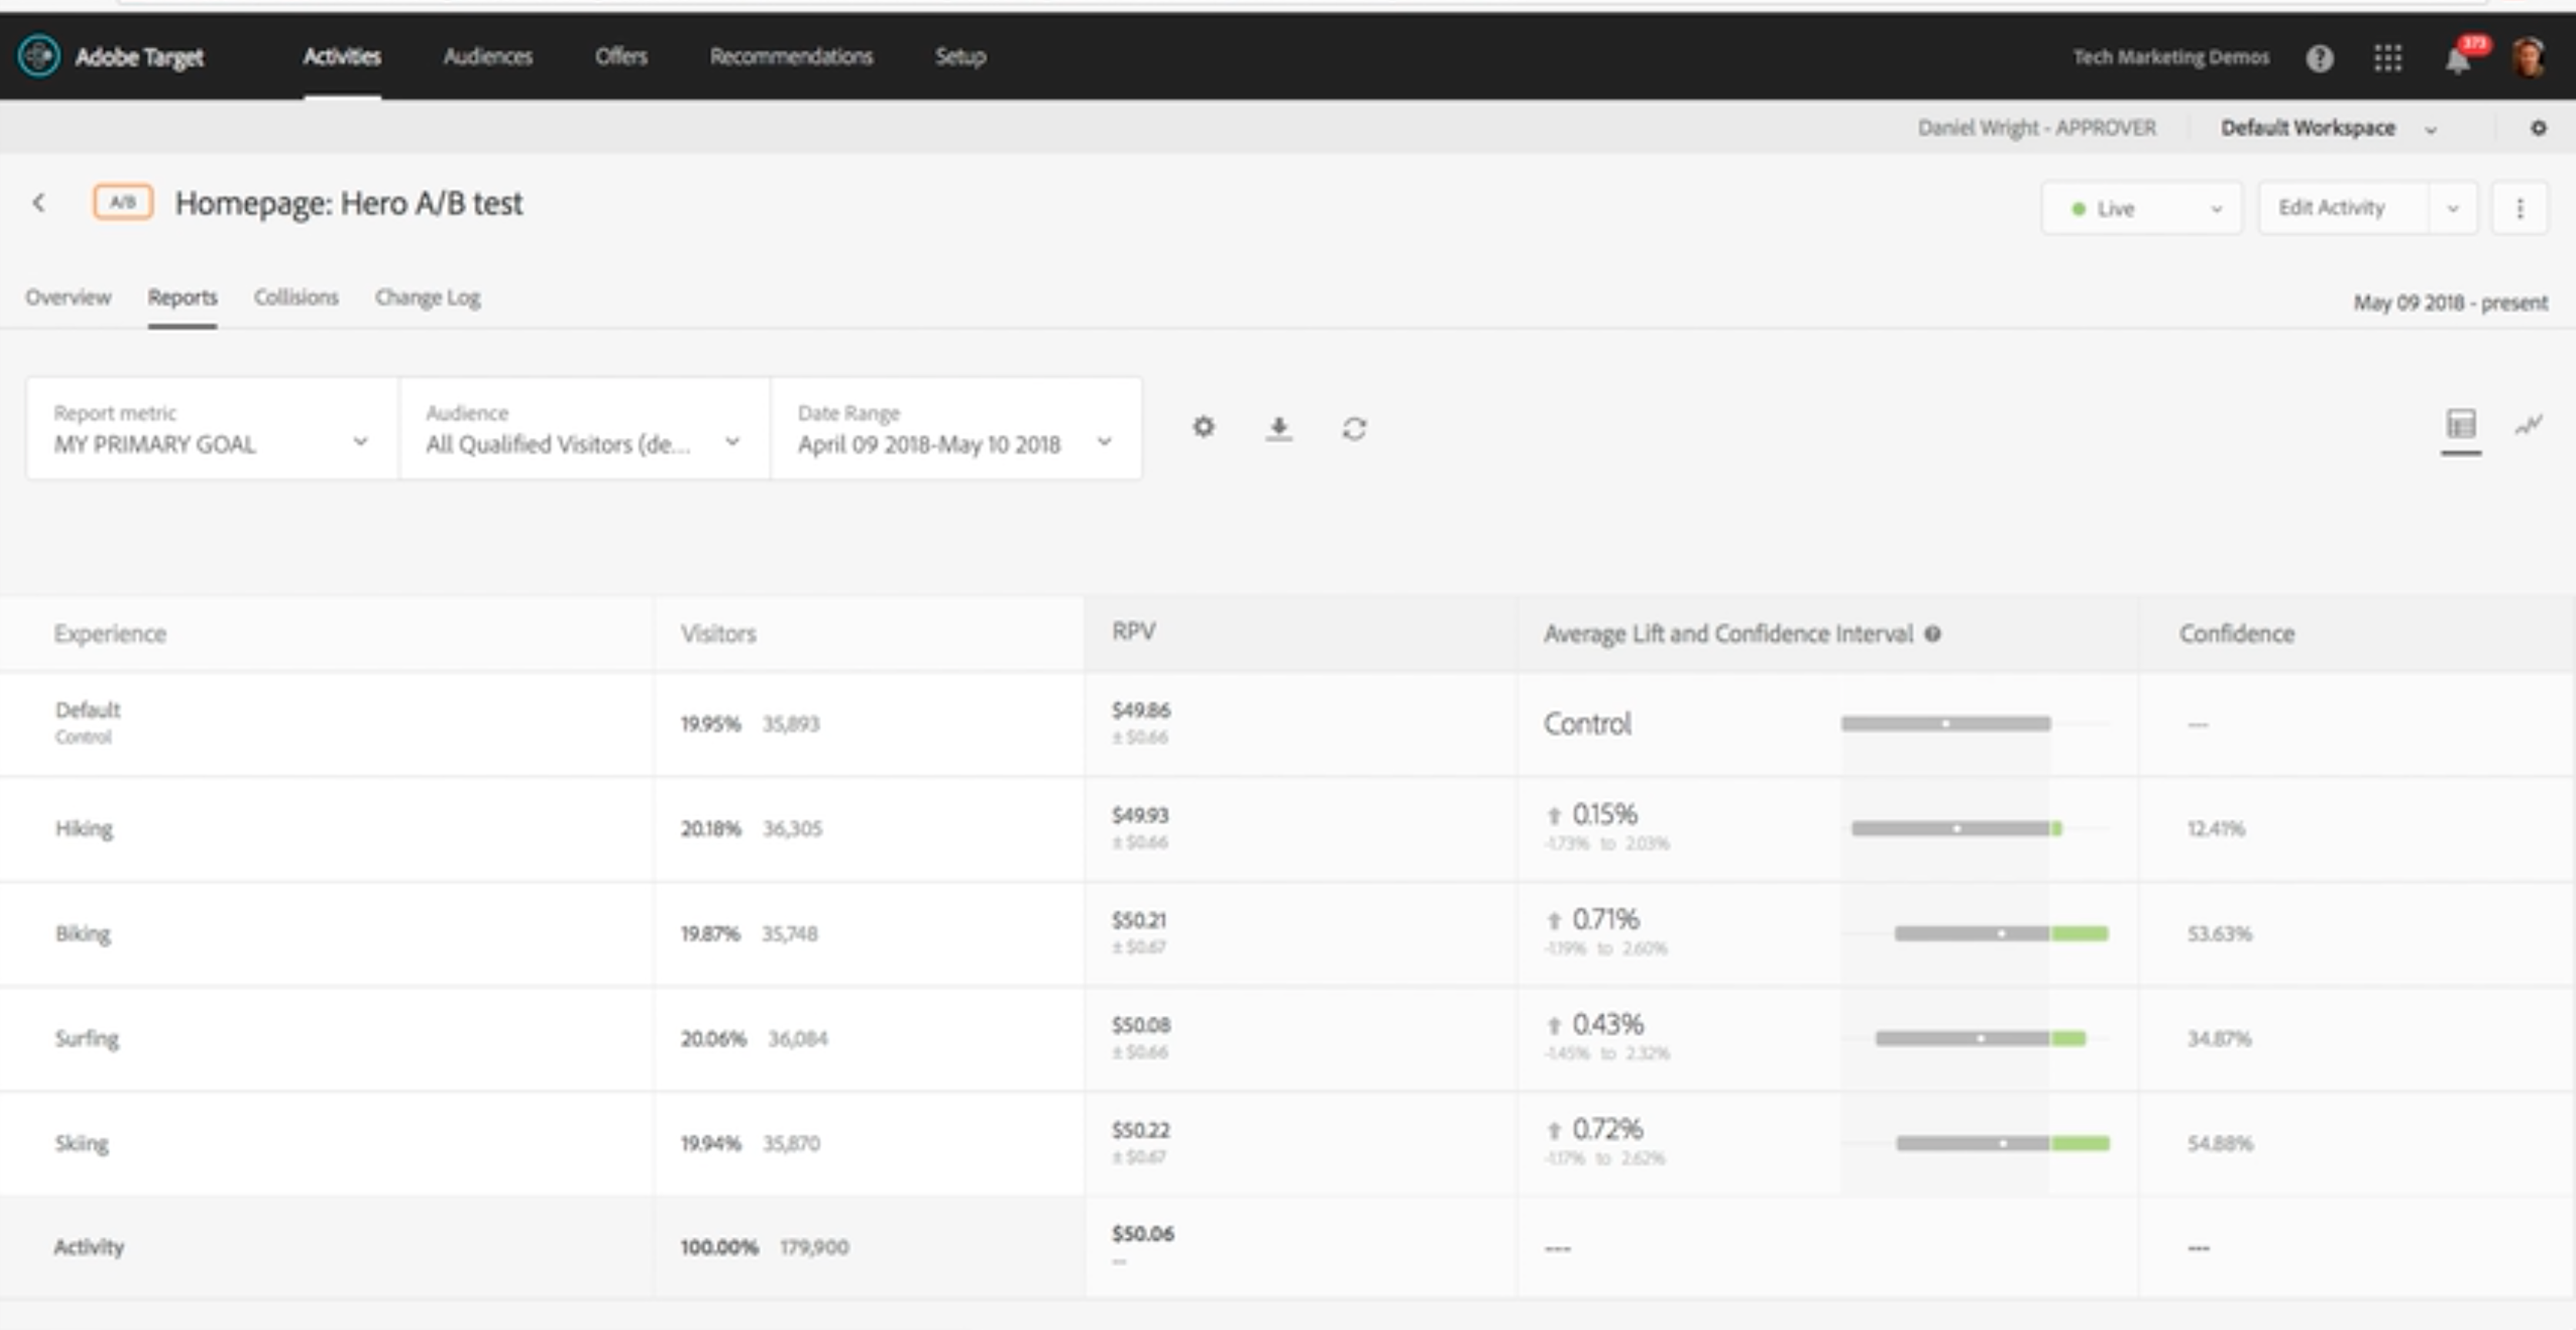 Adobe Target Activities Audiences Offers Recommendations Setup Tech Marketing Demos 373
Daniel Wright - APPROVER Default Workspace
A/B Homepage: Hero A/B test Live Edit Activity
Overview Reports Collisions Change Log May 09 2018 - present
Report metric Audience Date Range
MY PRIMARY GOAL All Qualified Visitors (de... April 09 2018-May 10 2018
Experience Visitors RPV Average Lift and Confidence Interval Confidence
Default 19.95% 35,893 $49.86 Control ---
Control ± $0.66
Hiking 20.18% 36,305 $49.93 0.15% 12.41%
± $0.66 -1.73% to 2.03%
Biking 19.87% 35,748 $50.21 0.71% 53.63%
± $0.67 -1.19% to 2.60%
Surfing 20.06% 36,084 $50.08 0.43% 34.87%
± $0.66 -1.45% to 2.32%
Skiing 19.94% 35,870 $50.22 0.72% 54.88%
± $0.67 -1.17% to 2.62%
Activity 100.00% 179,900 $50.06 --- ---
--